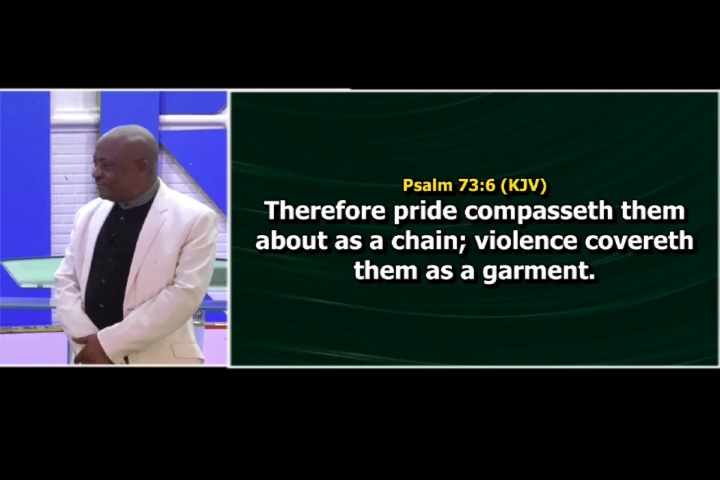 Psalm 73:6 (KJV)
Therefore pride compasseth them
about as a chain; violence covereth
them as a garment.